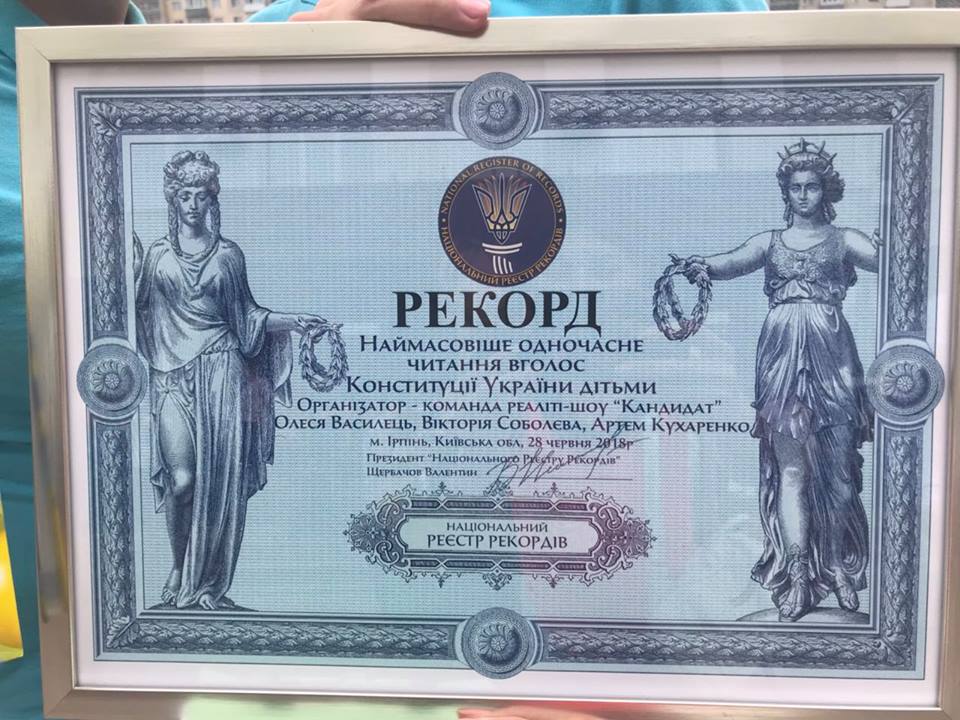 NATIONAL REGISTER OF RECORDS
НАЦІОНАЛЬНИЙ РЕЄСТР РЕКОРДІВ
РЕКОРД
Наймасовіше одночасне
читання вголос
Конституції України дітьми
Організатор - команда реаліті-шоу "Кандидат"
Олеся Василець, Вікторія Соболєва, Артем Кухаренко
м. Ірпінь, Київська обл, 28 червня 2018р
Президент "Національного Реєстру Рекордів"
Щербачов Валентин
НАЦІОНАЛЬНИЙ
РЕЄСТР РЕКОРДІВ